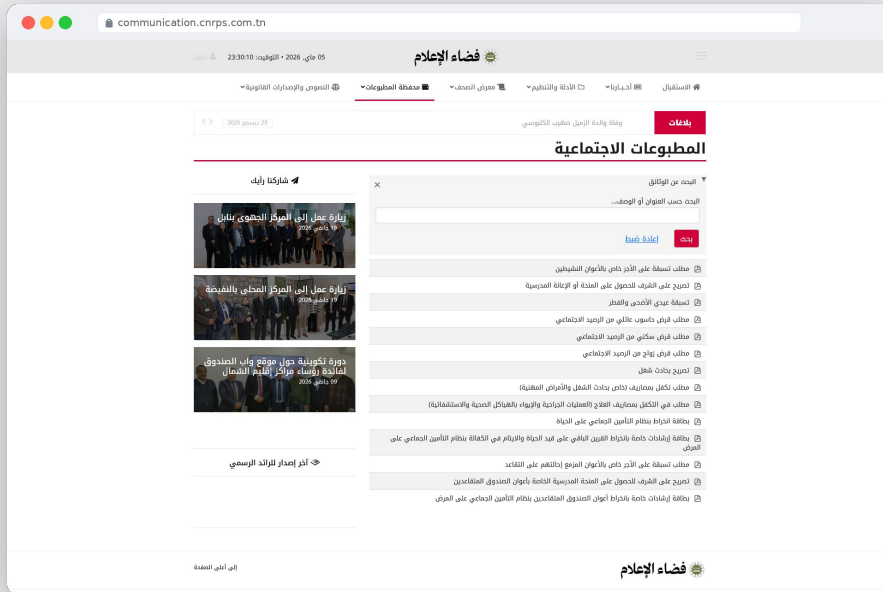 communication.cnrps.com.tn
فضاء الإعلام
05 ماي، 2026 • التوقيت: 23:30:10
دخول
الاستقبال
أخبارنا
الأدلة والتنظيم
معرض الصحف
محفظة المطبوعات
النصوص والإصدارات القانونية
بلاغات
وفاة والدة الزميل صهيب الكلبوسي
29 ديسمبر 2025
المطبوعات الاجتماعية
البحث عن الوثائق
×
البحث حسب العنوان أو الوصف...
بحث
إعادة ضبط
مطلب تسبقة على الأجر خاص بالأعوان النشيطين
تصريح على الشرف للحصول على المنحة أو الإعانة المدرسية
تسبقة عيدي الأضحى والفطر
مطلب قرض حاسوب عائلي من الرصيد الاجتماعي
مطلب قرض سكني من الرصيد الاجتماعي
مطلب قرض زواج من الرصيد الاجتماعي
تصريح بحادث شغل
مطلب تكفل بمصاريف (خاص بحادث الشغل والأمراض المهنية)
مطلب في التكفل بمصاريف العلاج (العمليات الجراحية والإيواء بالهياكل الصحية والاستشفائية)
بطاقة انخراط بنظام التأمين الجماعي على الحياة
بطاقة إرشادات خاصة بانخراط القرين الباقي على قيد الحياة والايتام في الكفالة بنظام التأمين الجماعي على
المرض
مطلب تسبقة على الأجر خاص بالأعوان المزمع إحالتهم على التقاعد
تصريح على الشرف للحصول على المنحة المدرسية الخاصة بأعوان الصندوق المتقاعدين
بطاقة إرشادات خاصة بانخراط أعوان الصندوق المتقاعدين بنظام التأمين الجماعي على المرض
شاركنا رأيك
زيارة عمل إلى المركز الجهوي بنابل
19 جانفي 2026
زيارة عمل إلى المركز المحلي بالنفيضة
19 جانفي 2026
دورة تكوينية حول موقع واب الصندوق
لفائدة رؤساء مراكز إقليم الشمال
09 جانفي 2026
آخر إصدار للرائد الرسمي
فضاء الإعلام
إلى أعلى الصفحة